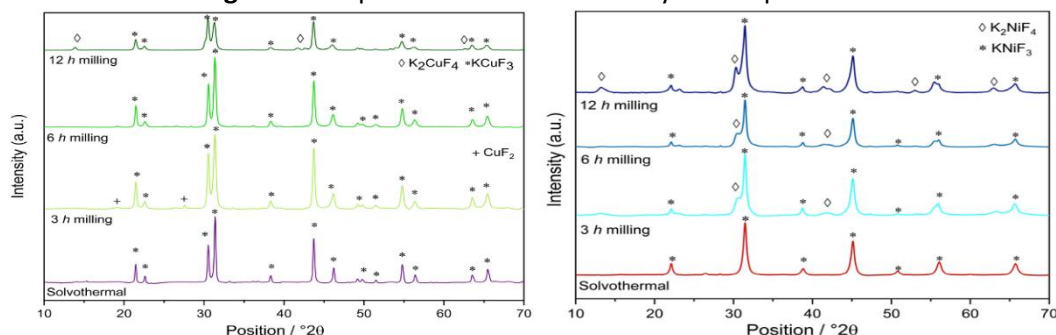 ◊ * * * * * ◊ * * * * ◊ * *
12 h milling
◊ K₂CuF₄ *KCuF₃
* * * * * * * * * * * * *
6 h milling
+ CuF₂
+ * * + * * * * * * * * * * *
3 h milling
* * * * * * * * * * * * *
Solvothermal
Intensity (a.u.)
10 20 30 40 50 60 70
Position / °2θ
◊ K₂NiF₄
* KNiF₃
◊ * ◊ * * ◊ * ◊ * ◊ *
12 h milling
* ◊ * * ◊ * * * *
6 h milling
* ◊ * * ◊ * * * *
3 h milling
* * * * * * *
Solvothermal
Intensity (a.u.)
10 20 30 40 50 60 70
Position / °2θ